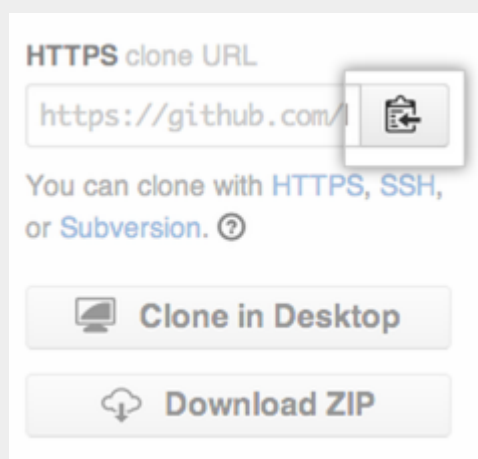 HTTPS clone URL
https://github.com/
You can clone with HTTPS, SSH,
or Subversion.
Clone in Desktop
Download ZIP